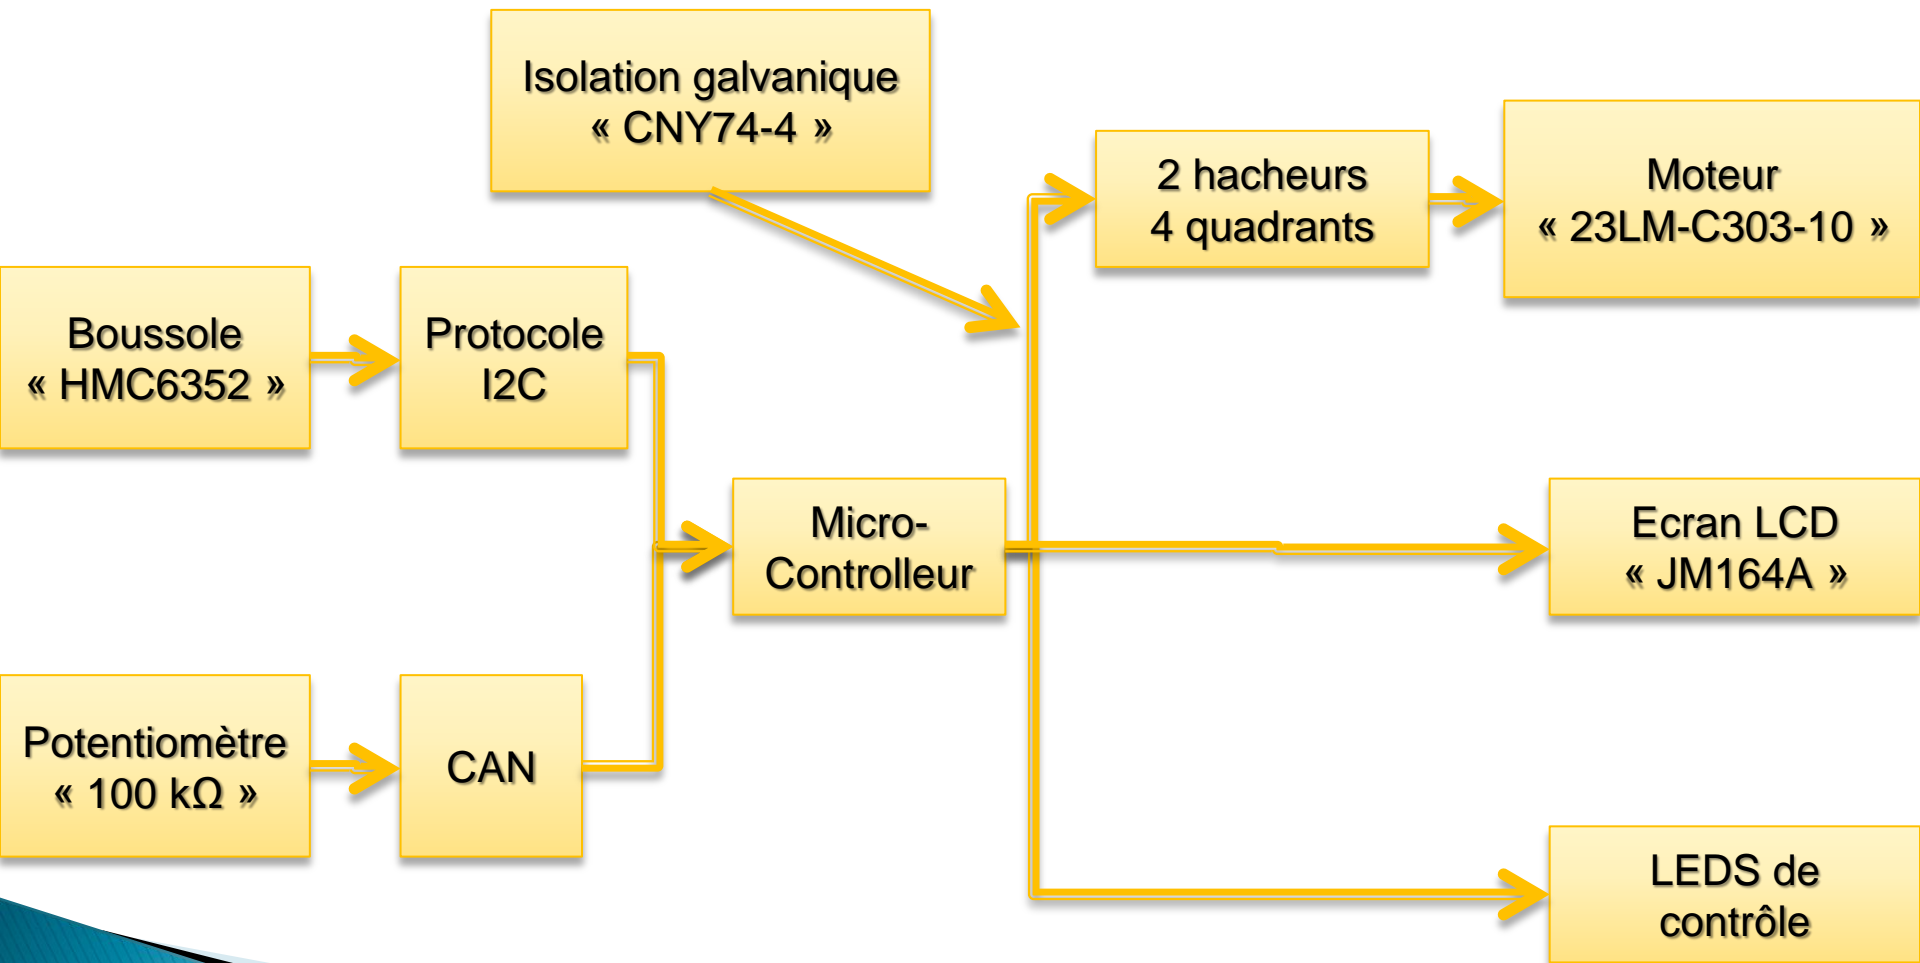 Isolation galvanique
« CNY74-4 »
2 hacheurs
4 quadrants
Moteur
« 23LM-C303-10 »
Boussole
« HMC6352 »
Protocole
I2C
Micro-
Controlleur
Ecran LCD
« JM164A »
Potentiomètre
« 100 kΩ »
CAN
LEDS de
contrôle